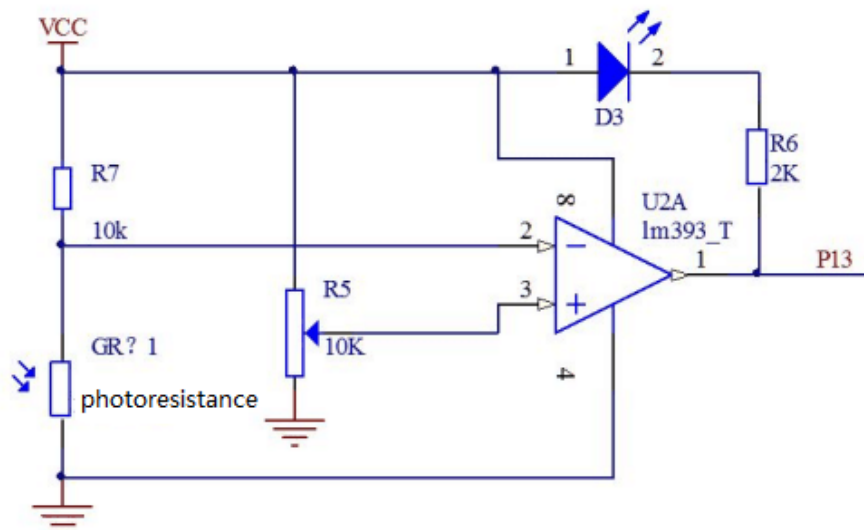 VCC
1
2
D3
R6
2K
R7
10k
8
U2A
lm393_T
2
−
1
P13
3
+
R5
10K
4
GR? 1
photoresistance